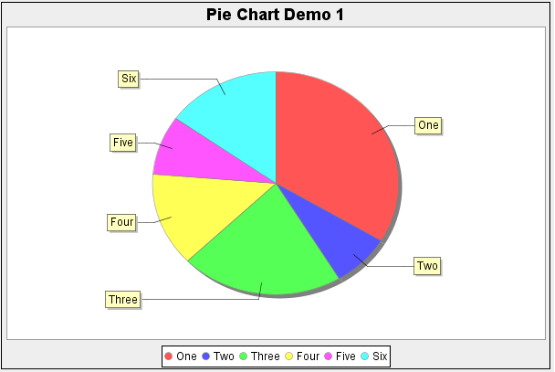 Pie Chart Demo 1
Six
One
Five
Four
Two
Three
One Two Three Four Five Six